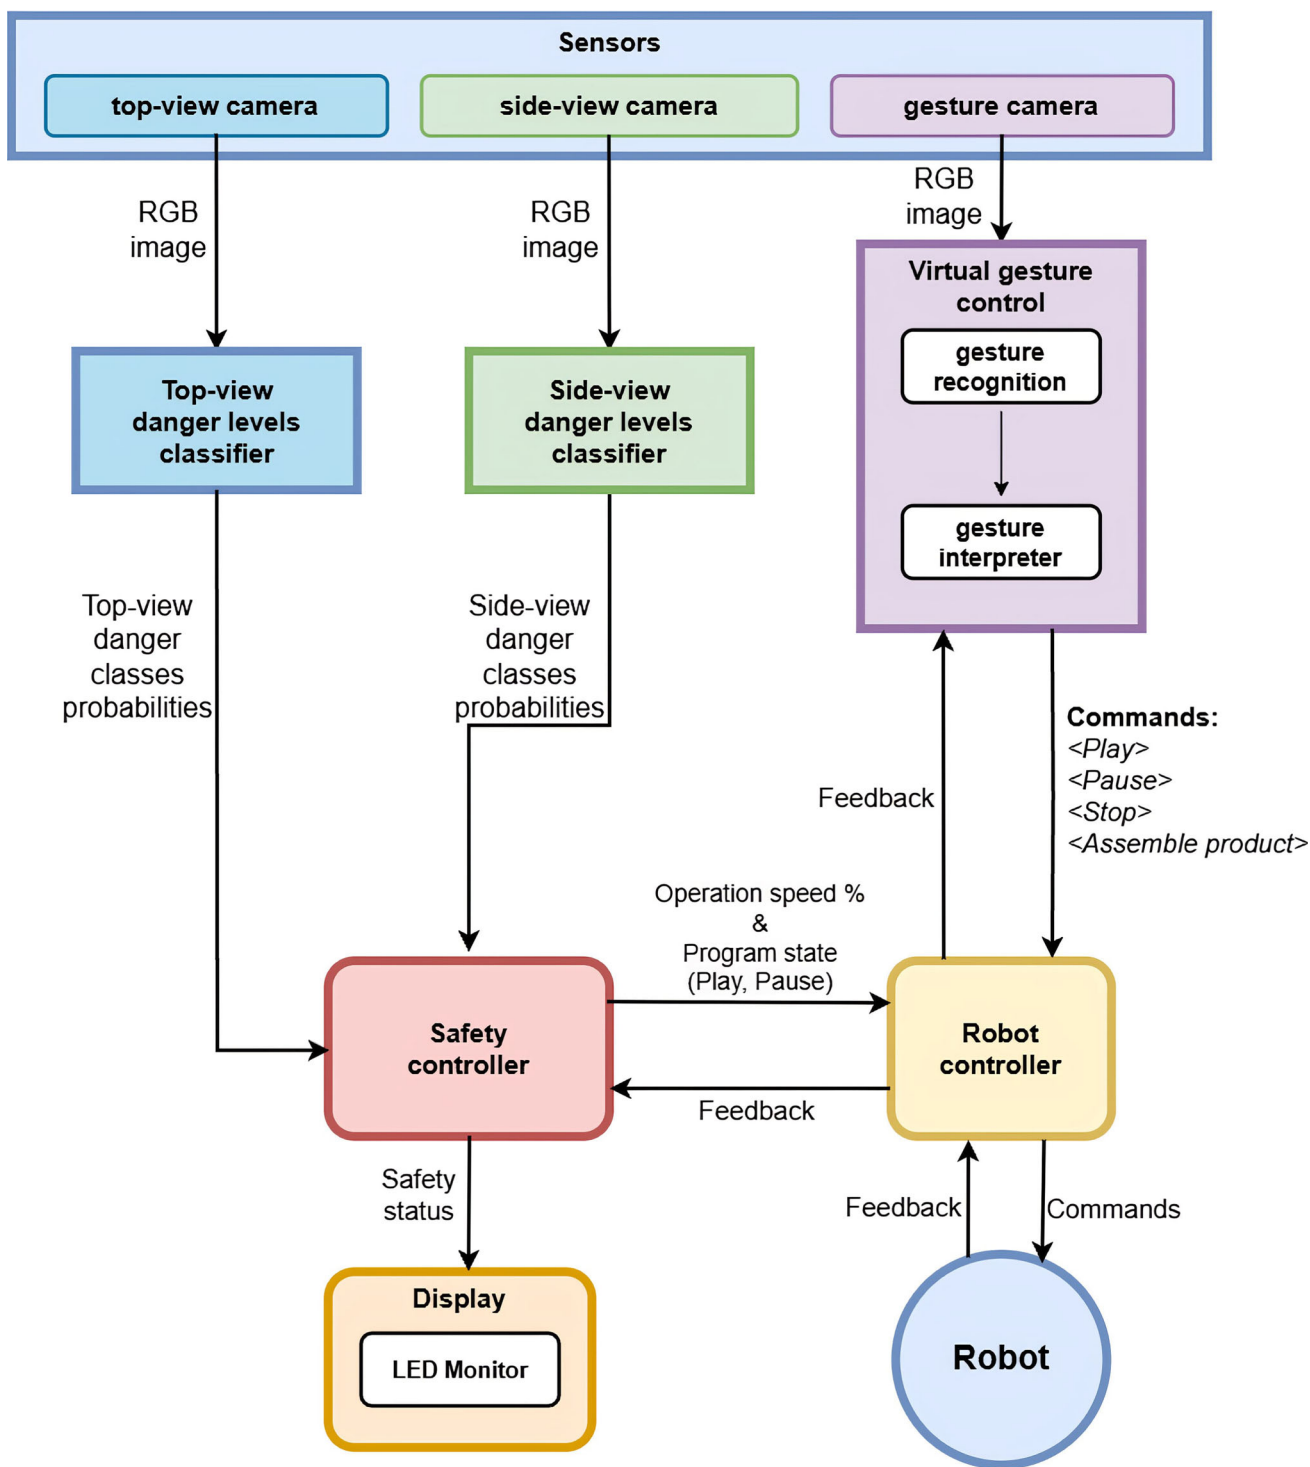 Sensors
top-view camera
side-view camera
gesture camera
RGB
image
RGB
image
RGB
image
Top-view
danger levels
classifier
Side-view
danger levels
classifier
Virtual gesture
control
gesture
recognition
gesture
interpreter
Top-view
danger
classes
probabilities
Side-view
danger
classes
probabilities
Feedback
Commands:
<Play>
<Pause>
<Stop>
<Assemble product>
Operation speed %
&
Program state
(Play, Pause)
Safety
controller
Robot
controller
Feedback
Safety
status
Feedback
Commands
Display
LED Monitor
Robot